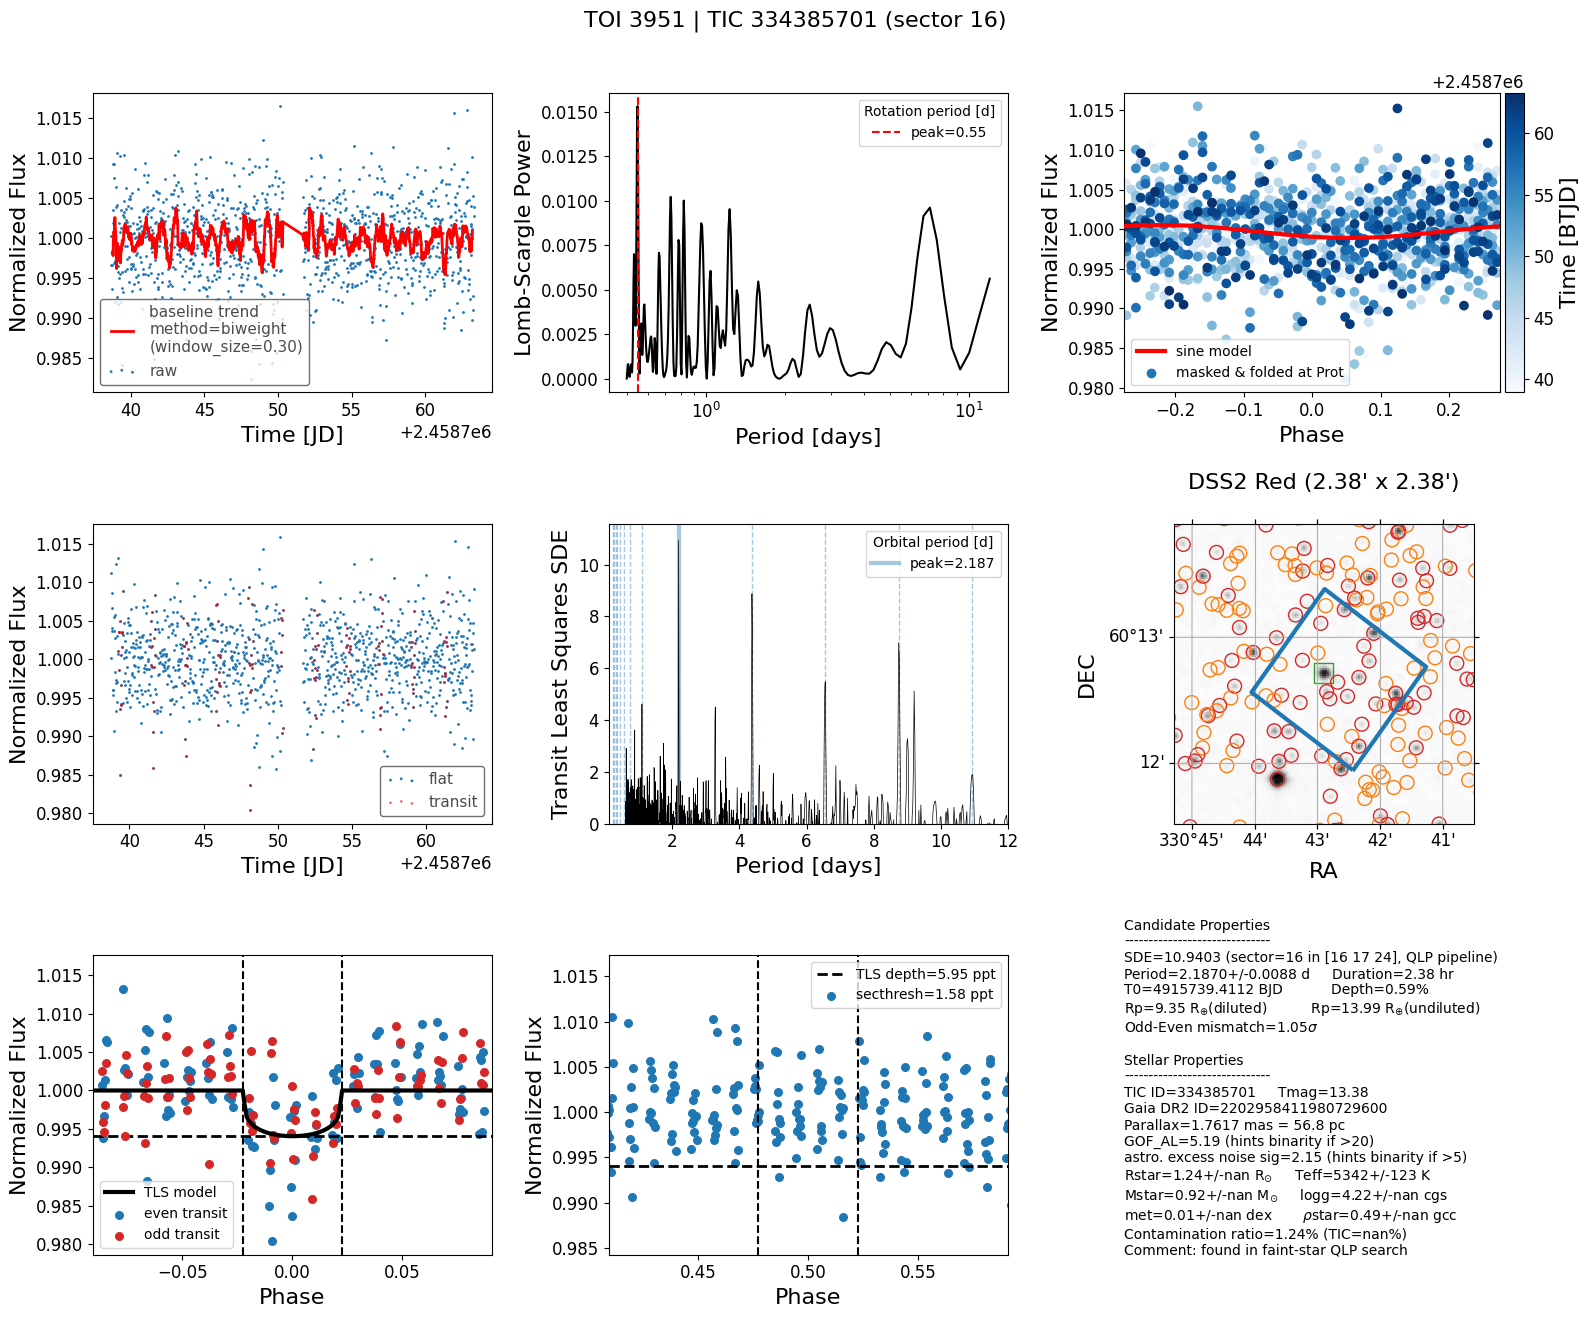 TOI 3951 | TIC 334385701 (sector 16)
Normalized Flux
1.015
1.010
1.005
1.000
0.995
0.990
0.985
baseline trend
method=biweight
(window_size=0.30)
raw
40 45 50 55 60
Time [JD]
+2.4587e6
Lomb-Scargle Power
0.0150
0.0125
0.0100
0.0075
0.0050
0.0025
0.0000
Rotation period [d]
peak=0.55
10⁰ 10¹
Period [days]
+2.4587e6
Normalized Flux
1.015
1.010
1.005
1.000
0.995
0.990
0.985
0.980
sine model
masked & folded at Prot
−0.2 −0.1 0.0 0.1 0.2
Phase
60
55
50
45
40
Time [BTJD]
Normalized Flux
1.015
1.010
1.005
1.000
0.995
0.990
0.985
0.980
flat
transit
40 45 50 55 60
Time [JD]
+2.4587e6
Transit Least Squares SDE
10
8
6
4
2
0
Orbital period [d]
peak=2.187
2 4 6 8 10 12
Period [days]
DSS2 Red (2.38' x 2.38')
DEC
60°13'
12'
330°45' 44' 43' 42' 41'
RA
Normalized Flux
1.015
1.010
1.005
1.000
0.995
0.990
0.985
0.980
TLS model
even transit
odd transit
−0.05 0.00 0.05
Phase
Normalized Flux
1.015
1.010
1.005
1.000
0.995
0.990
0.985
TLS depth=5.95 ppt
secthresh=1.58 ppt
0.45 0.50 0.55
Phase
Candidate Properties
------------------------------
SDE=10.9403 (sector=16 in [16 17 24], QLP pipeline)
Period=2.1870+/-0.0088 d Duration=2.38 hr
T0=4915739.4112 BJD Depth=0.59%
Rp=9.35 R⊕(diluted) Rp=13.99 R⊕(undiluted)
Odd-Even mismatch=1.05σ
Stellar Properties
------------------------------
TIC ID=334385701 Tmag=13.38
Gaia DR2 ID=2202958411980729600
Parallax=1.7617 mas = 56.8 pc
GOF_AL=5.19 (hints binarity if >20)
astro. excess noise sig=2.15 (hints binarity if >5)
Rstar=1.24+/-nan R⊙ Teff=5342+/-123 K
Mstar=0.92+/-nan M⊙ logg=4.22+/-nan cgs
met=0.01+/-nan dex ρstar=0.49+/-nan gcc
Contamination ratio=1.24% (TIC=nan%)
Comment: found in faint-star QLP search